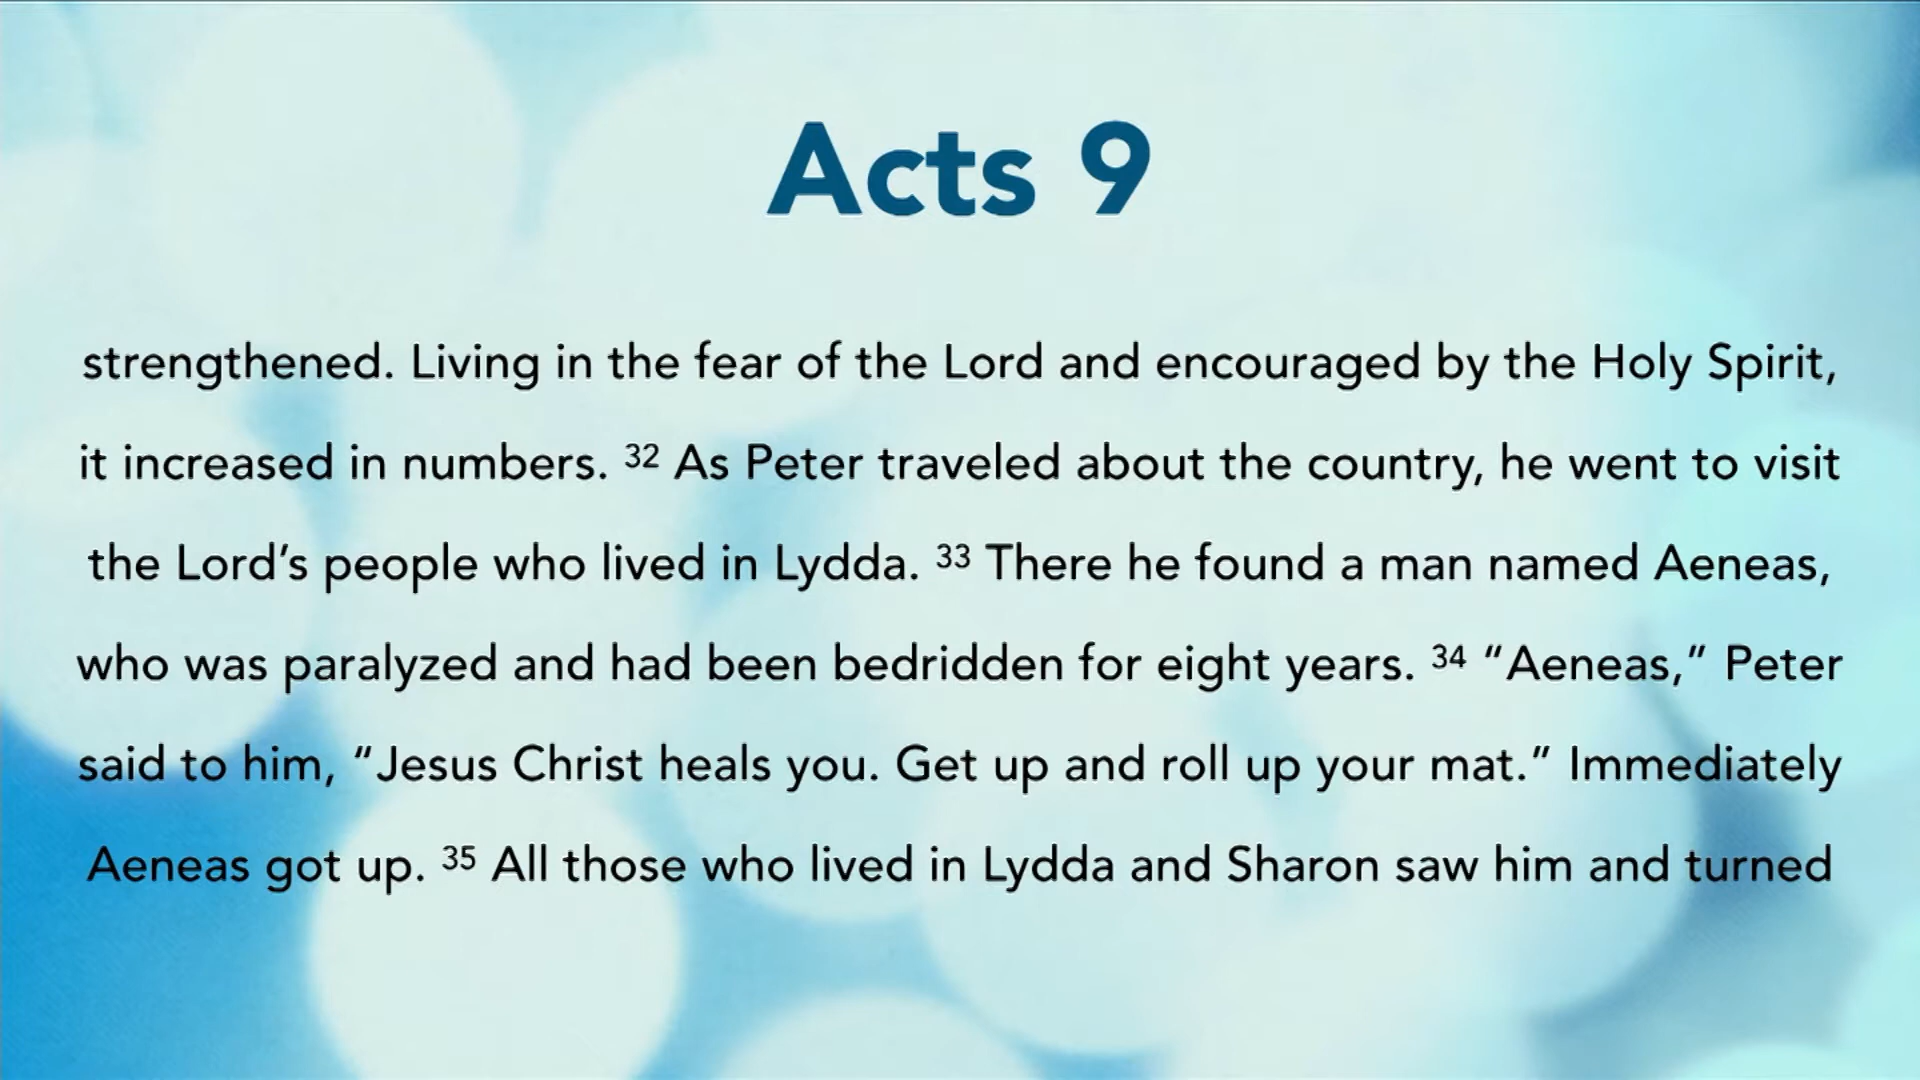 Acts 9
strengthened. Living in the fear of the Lord and encouraged by the Holy Spirit,
it increased in numbers. 32 As Peter traveled about the country, he went to visit
the Lord’s people who lived in Lydda. 33 There he found a man named Aeneas,
who was paralyzed and had been bedridden for eight years. 34 “Aeneas,” Peter
said to him, “Jesus Christ heals you. Get up and roll up your mat.” Immediately
Aeneas got up. 35 All those who lived in Lydda and Sharon saw him and turned